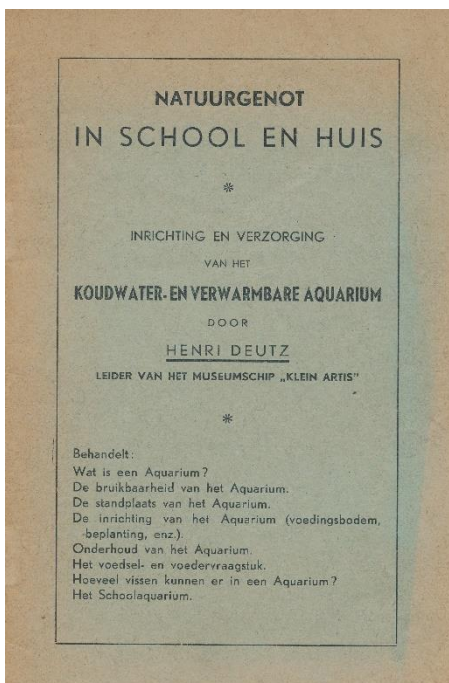 NATUURGENOT
IN SCHOOL EN HUIS
*
INRICHTING EN VERZORGING
VAN HET
KOUDWATER- EN VERWARMBARE AQUARIUM
DOOR
HENRI DEUTZ
LEIDER VAN HET MUSEUMSCHIP „KLEIN ARTIS”
*
Behandelt:
Wat is een Aquarium?
De bruikbaarheid van het Aquarium.
De standplaats van het Aquarium.
De inrichting van het Aquarium (voedingsbodem,
beplanting, enz.).
Onderhoud van het Aquarium.
Het voedsel- en voedervraagstuk.
Hoeveel vissen kunnen er in een Aquarium?
Het Schoolaquarium.